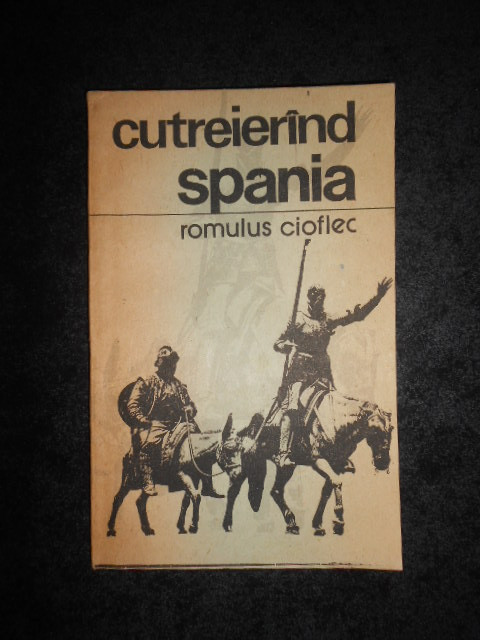 cutreierînd
spania
romulus cioflec